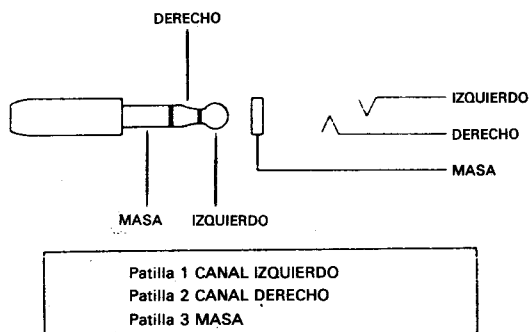 DERECHO
IZQUIERDO
DERECHO
MASA
MASA IZQUIERDO
Patilla 1 CANAL IZQUIERDO
Patilla 2 CANAL DERECHO
Patilla 3 MASA